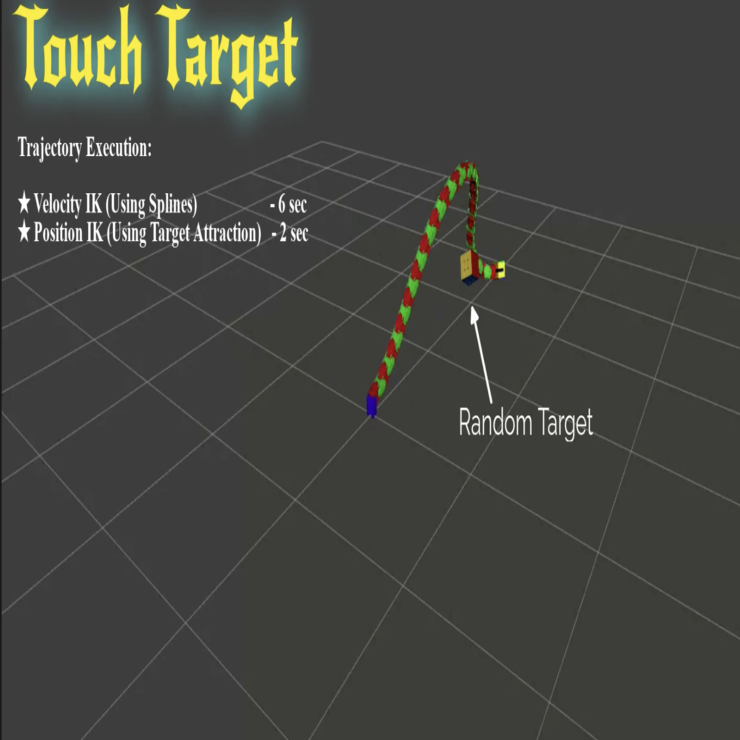 Touch Target
Trajectory Execution:
★ Velocity IK (Using Splines) - 6 sec
★ Position IK (Using Target Attraction) - 2 sec
Random Target